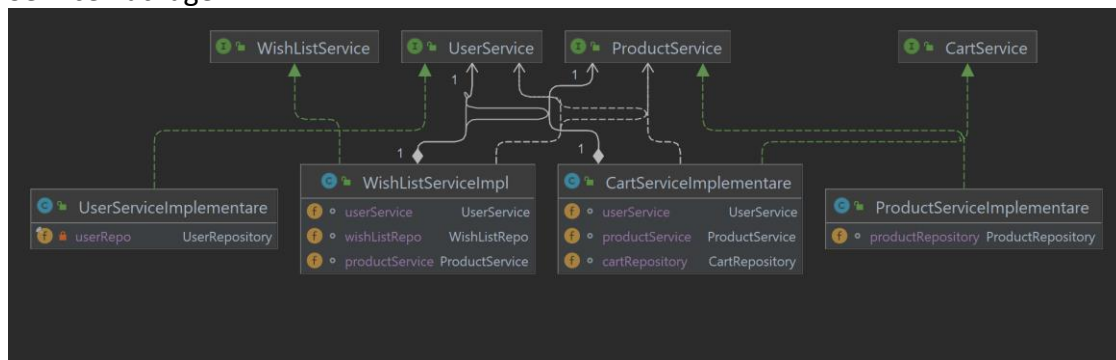 WishListService
UserService
ProductService
CartService
1
1
1
1
WishListServiceImpl
userService UserService
wishListRepo WishListRepo
productService ProductService
CartServiceImplementare
userService UserService
productService ProductService
cartRepository CartRepository
UserServiceImplementare
userRepo UserRepository
ProductServiceImplementare
productRepository ProductRepository